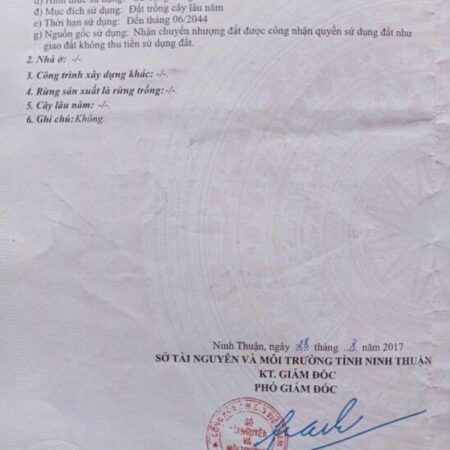 đ) Mục đích sử dụng: Đất trồng cây lâu năm
e) Thời hạn sử dụng: Đến tháng 06/2044
g) Nguồn gốc sử dụng: Nhận chuyển nhượng đất được công nhận quyền sử dụng đất như
giao đất không thu tiền sử dụng đất.
2. Nhà ở: -/-.
3. Công trình xây dựng khác: -/-.
4. Rừng sản xuất là rừng trồng:-/-.
5. Cây lâu năm: -/-.
6. Ghi chú: Không.
Ninh Thuận, ngày 28 tháng 8 năm 2017
SỞ TÀI NGUYÊN VÀ MÔI TRƯỜNG TỈNH NINH THUẬN
KT. GIÁM ĐỐC
PHÓ GIÁM ĐỐC
SỞ
TÀI NGUYÊN
VÀ